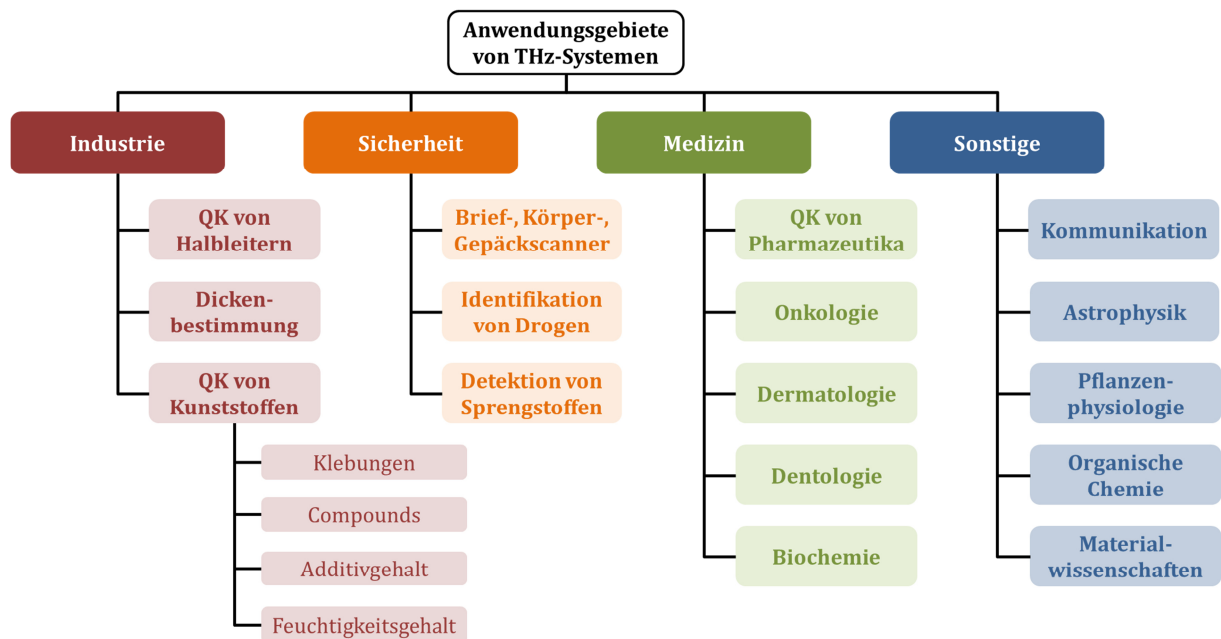 Anwendungsgebiete
von THz-Systemen
Industrie
Sicherheit
Medizin
Sonstige
QK von
Halbleitern
Dicken-
bestimmung
QK von
Kunststoffen
Klebungen
Compounds
Additivgehalt
Feuchtigkeitsgehalt
Brief-, Körper-,
Gepäckscanner
Identifikation
von Drogen
Detektion von
Sprengstoffen
QK von
Pharmazeutika
Onkologie
Dermatologie
Dentologie
Biochemie
Kommunikation
Astrophysik
Pflanzen-
physiologie
Organische
Chemie
Material-
wissenschaften